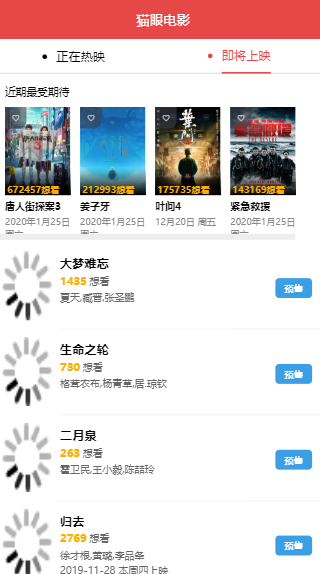 猫眼电影
正在热映
即将上映
近期最受期待
672457想看
212993想看
175735想看
143169想看
唐人街探案3
姜子牙
叶问4
紧急救援
2020年1月25日 周六
2020年1月25日 周六
12月20日 周五
2020年1月25日 周六
大梦难忘
1435 想看
夏天,臧晋,张圣鹏
预售
生命之轮
730 想看
格茸农布,杨青草,居.琼钦
预售
二月泉
263 想看
霍卫民,王小毅,陈喆玲
预售
归去
2769 想看
徐才根,黄璐,李品条
2019-11-28 本周四上映
预售